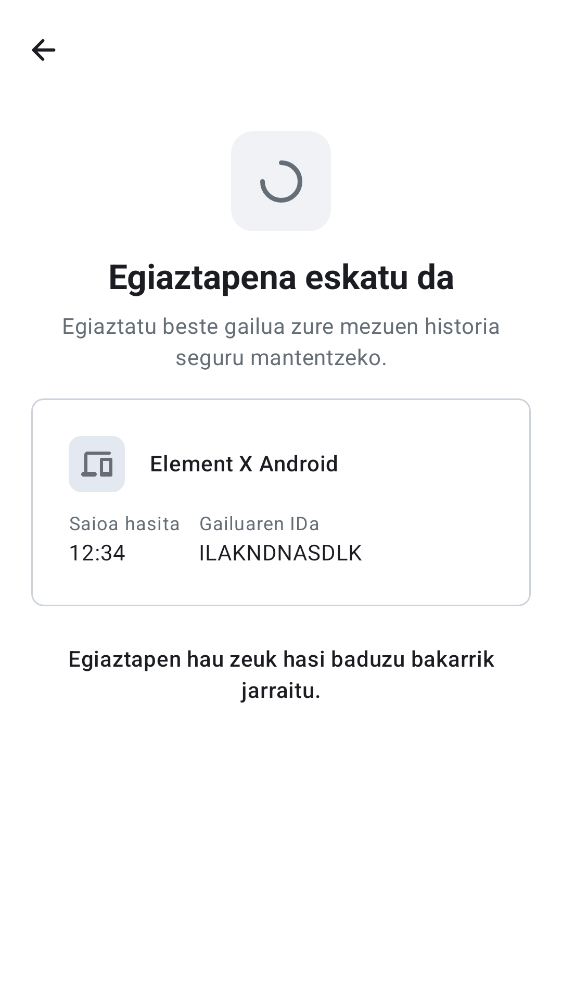 Egiaztapena eskatu da
Egiaztatu beste gailua zure mezuen historia
seguru mantentzeko.
Element X Android
Saioa hasita Gailuaren IDa
12:34 ILAKNDNASDLK
Egiaztapen hau zeuk hasi baduzu bakarrik
jarraitu.